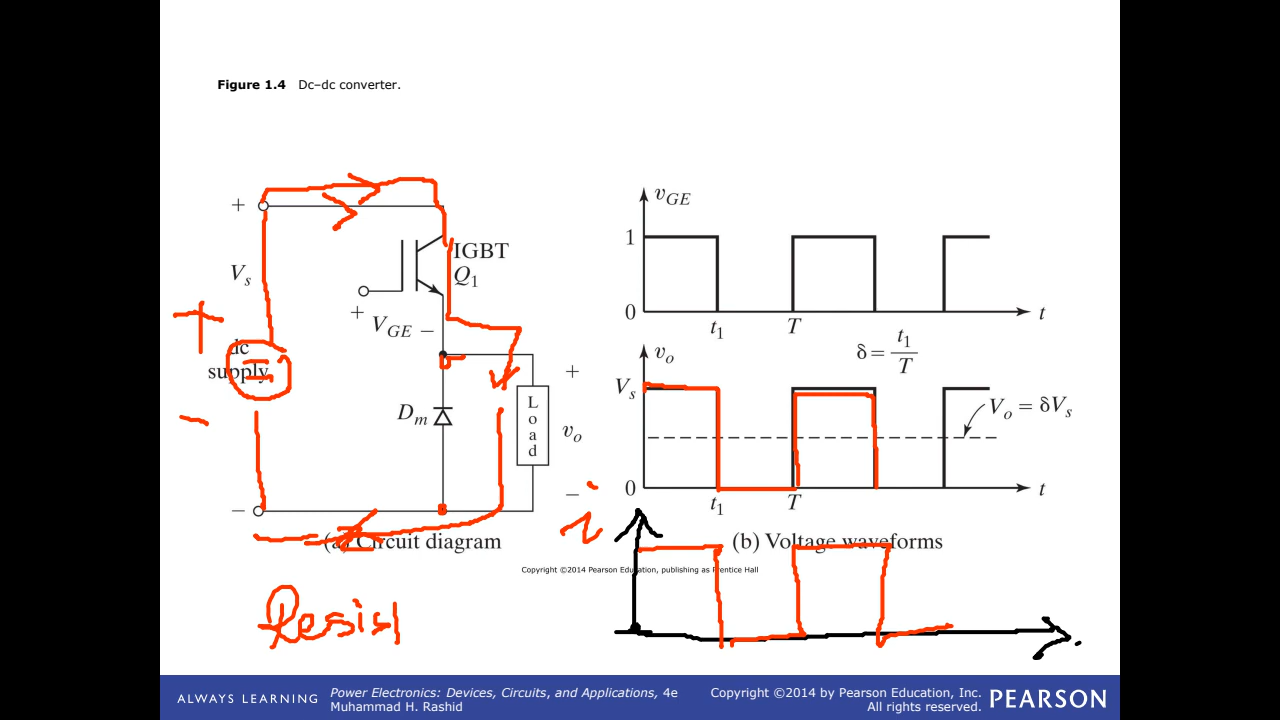 Figure 1.4 Dc–dc converter.
+
V_s
dc
supply
+
−
−
IGBT
Q_1
+ V_GE −
D_m
Load
+
v_o
−
(a) Circuit diagram
v_GE
1
0
t_1
T
t
δ = t_1/T
v_o
V_s
0
t_1
T
t
V_o = δV_s
(b) Voltage waveforms
i
Copyright ©2014 Pearson Education, publishing as Prentice Hall
Resist
ALWAYS LEARNING
Power Electronics: Devices, Circuits, and Applications, 4e
Muhammad H. Rashid
Copyright ©2014 by Pearson Education, Inc.
All rights reserved.
PEARSON